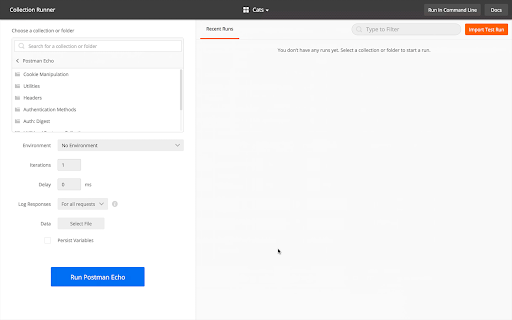 Collection Runner
Cats
Run In Command Line
Docs
Choose a collection or folder
Search for a collection or folder
Postman Echo
Cookie Manipulation
Utilities
Headers
Authentication Methods
Auth: Digest
Environment
No Environment
Iterations
1
Delay
0
ms
Log Responses
For all requests
Data
Select File
Persist Variables
Run Postman Echo
Recent Runs
Type to Filter
Import Test Run
You don't have any runs yet. Select a collection or folder to start a run.